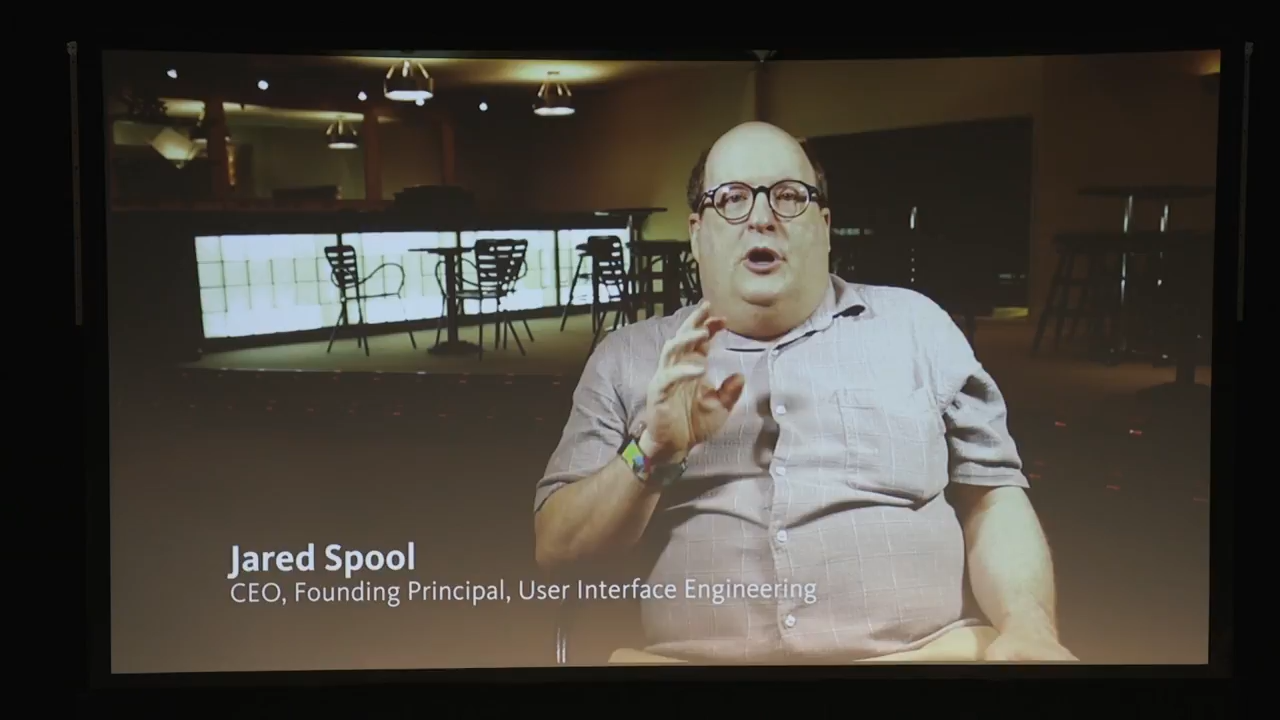 Jared Spool
CEO, Founding Principal, User Interface Engineering